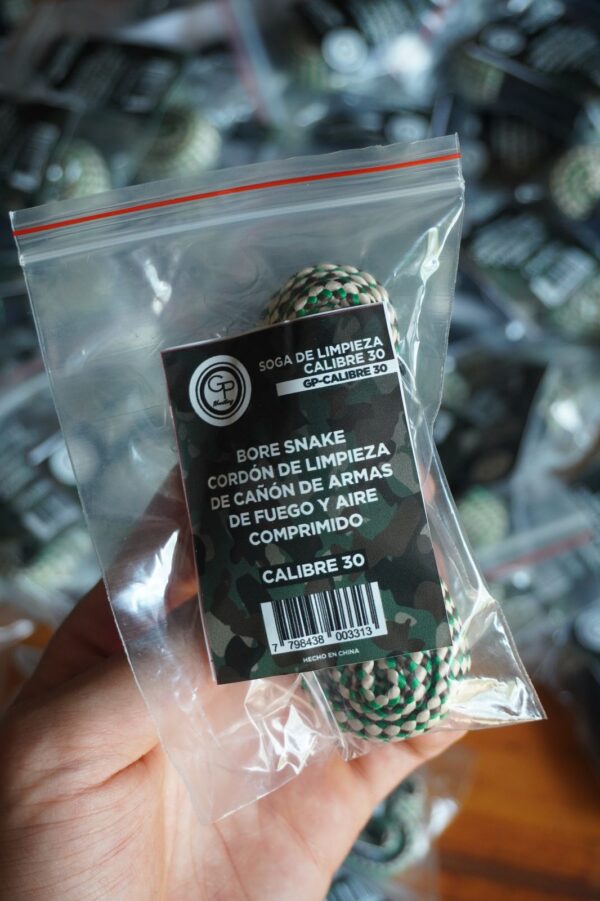 GP
SOGA DE LIMPIEZA
CALIBRE 30
GP-CALIBRE 30
BORE SNAKE
CORDÓN DE LIMPIEZA
DE CAÑÓN DE ARMAS
DE FUEGO Y AIRE
COMPRIMIDO
CALIBRE 30
7 798438 003313
HECHO EN CHINA